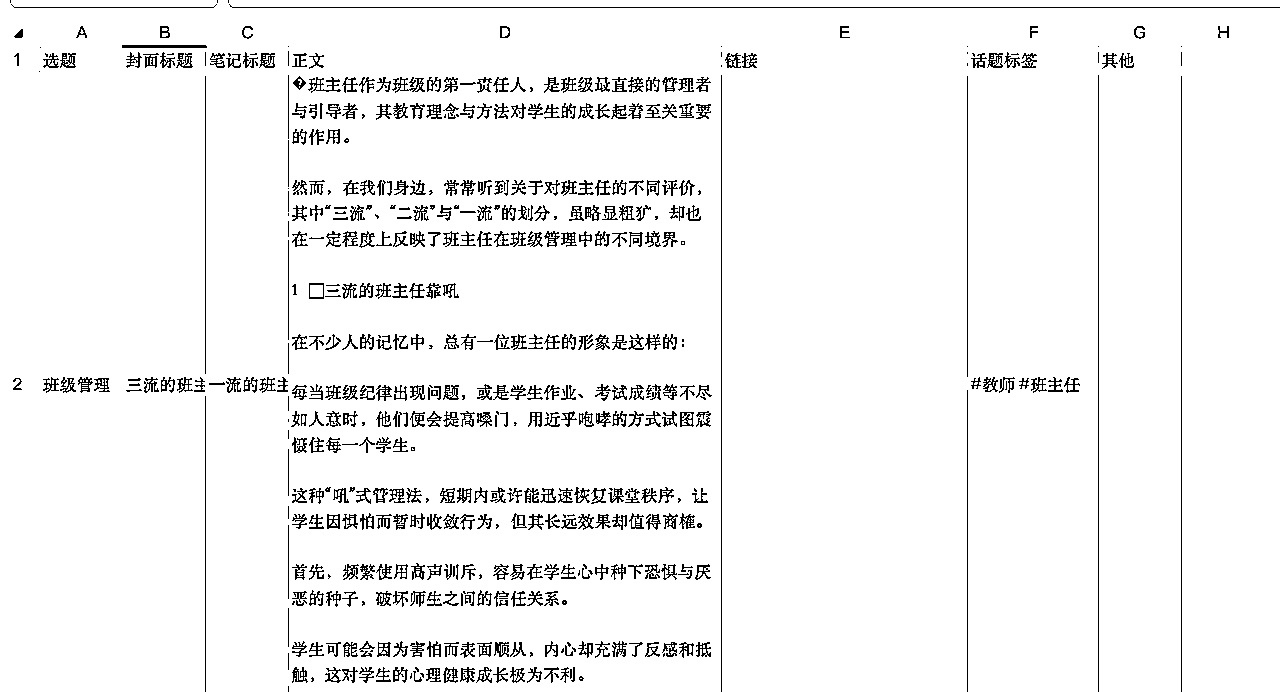 A B C D E F G H
1 选题 封面标题 笔记标题 正文 链接 话题标签 其他
�班主任作为班级的第一责任人，是班级最直接的管理者
与引导者，其教育理念与方法对学生的成长起着至关重要
的作用。
然而，在我们身边，常常听到关于对班主任的不同评价，
其中“三流”、“二流”与“一流”的划分，虽略显粗犷，却也
在一定程度上反映了班主任在班级管理中的不同境界。
1 □三流的班主任靠吼
在不少人的记忆中，总有一位班主任的形象是这样的：
2 班级管理 三流的班主 一流的班主 #教师 #班主任
每当班级纪律出现问题，或是学生作业、考试成绩等不尽
如人意时，他们便会提高嗓门，用近乎咆哮的方式试图震
慑住每一个学生。
这种“吼”式管理法，短期内或许能迅速恢复课堂秩序，让
学生因惧怕而暂时收敛行为，但其长远效果却值得商榷。
首先，频繁使用高声训斥，容易在学生心中种下恐惧与厌
恶的种子，破坏师生之间的信任关系。
学生可能会因为害怕而表面顺从，内心却充满了反感和抵
触，这对学生的心理健康成长极为不利。